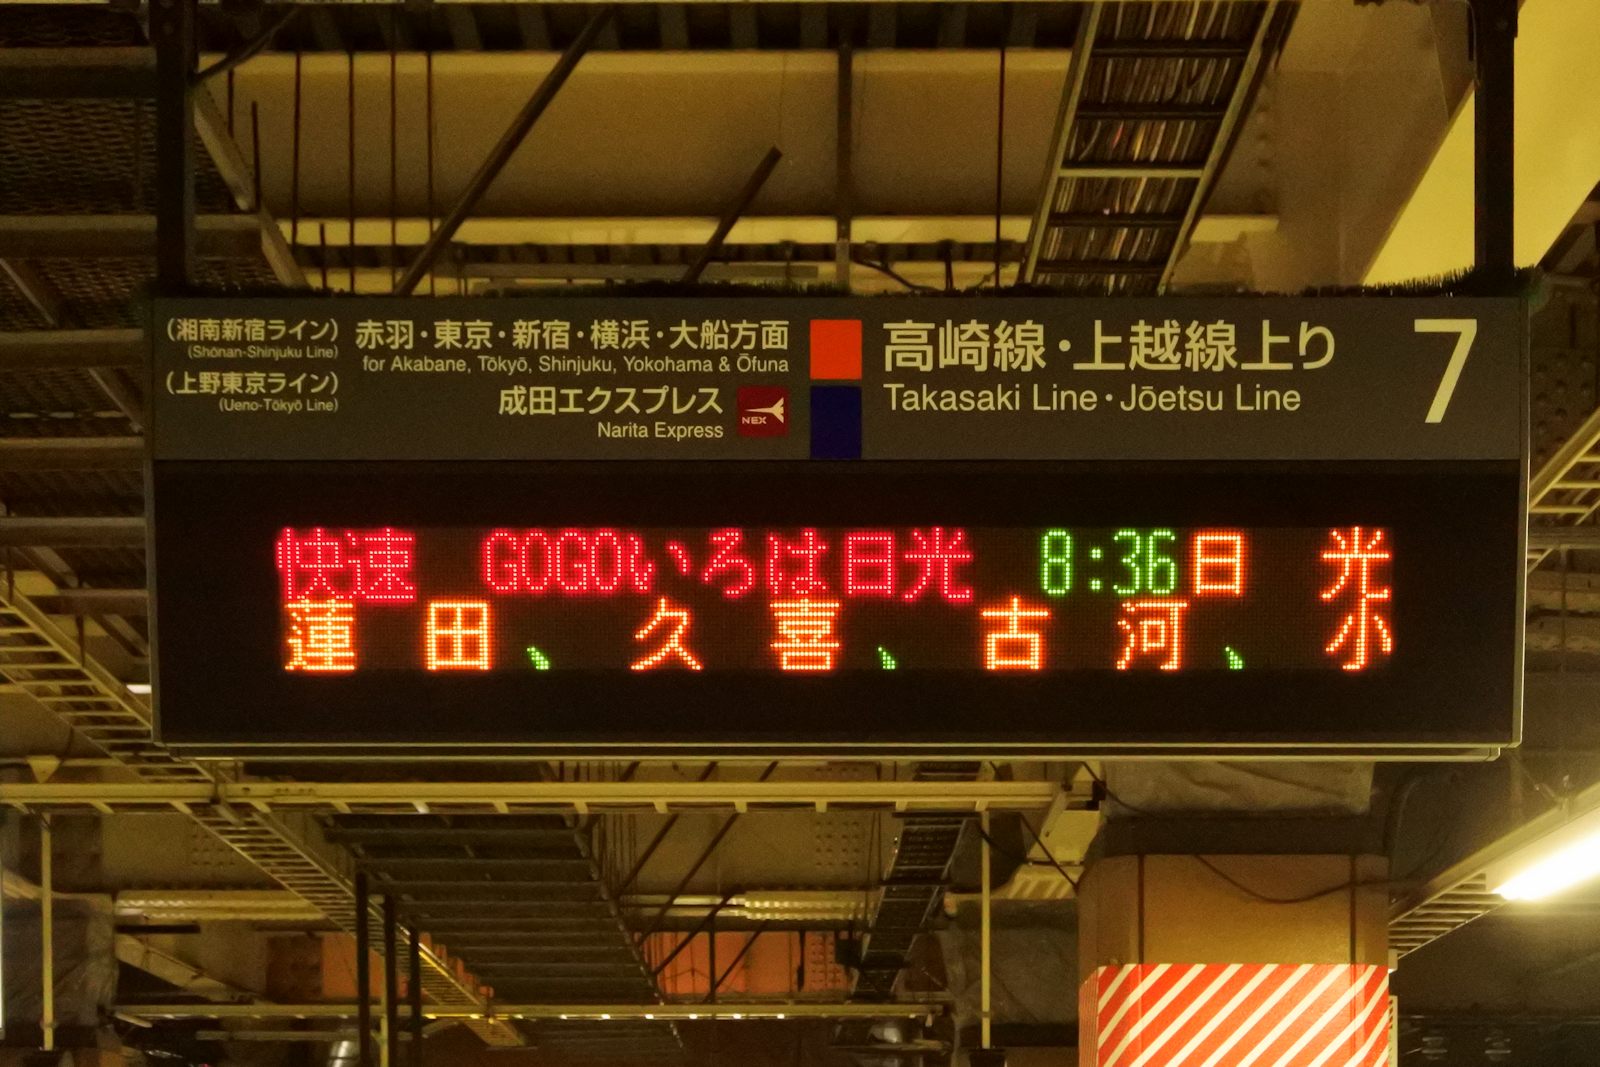 (湘南新宿ライン)
(Shōnan-Shinjuku Line)
(上野東京ライン)
(Ueno-Tōkyō Line)
赤羽・東京・新宿・横浜・大船方面
for Akabane, Tōkyō, Shinjuku, Yokohama & Ōfuna
成田エクスプレス
Narita Express
NEX
高崎線・上越線上り
Takasaki Line・Jōetsu Line
7
快速 GOGOいろは日光 8:36 日 光
蓮 田、久 喜、古 河、小